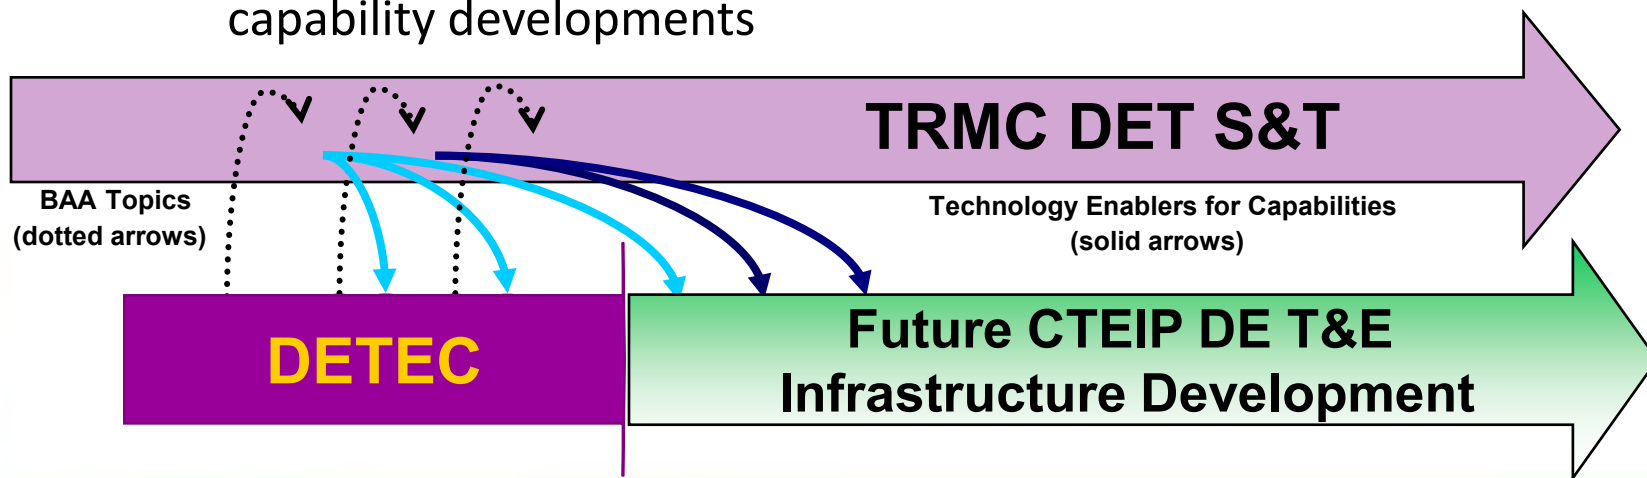 capability developments
TRMC DET S&T
BAA Topics
(dotted arrows)
Technology Enablers for Capabilities
(solid arrows)
DETEC
Future CTEIP DE T&E
Infrastructure Development